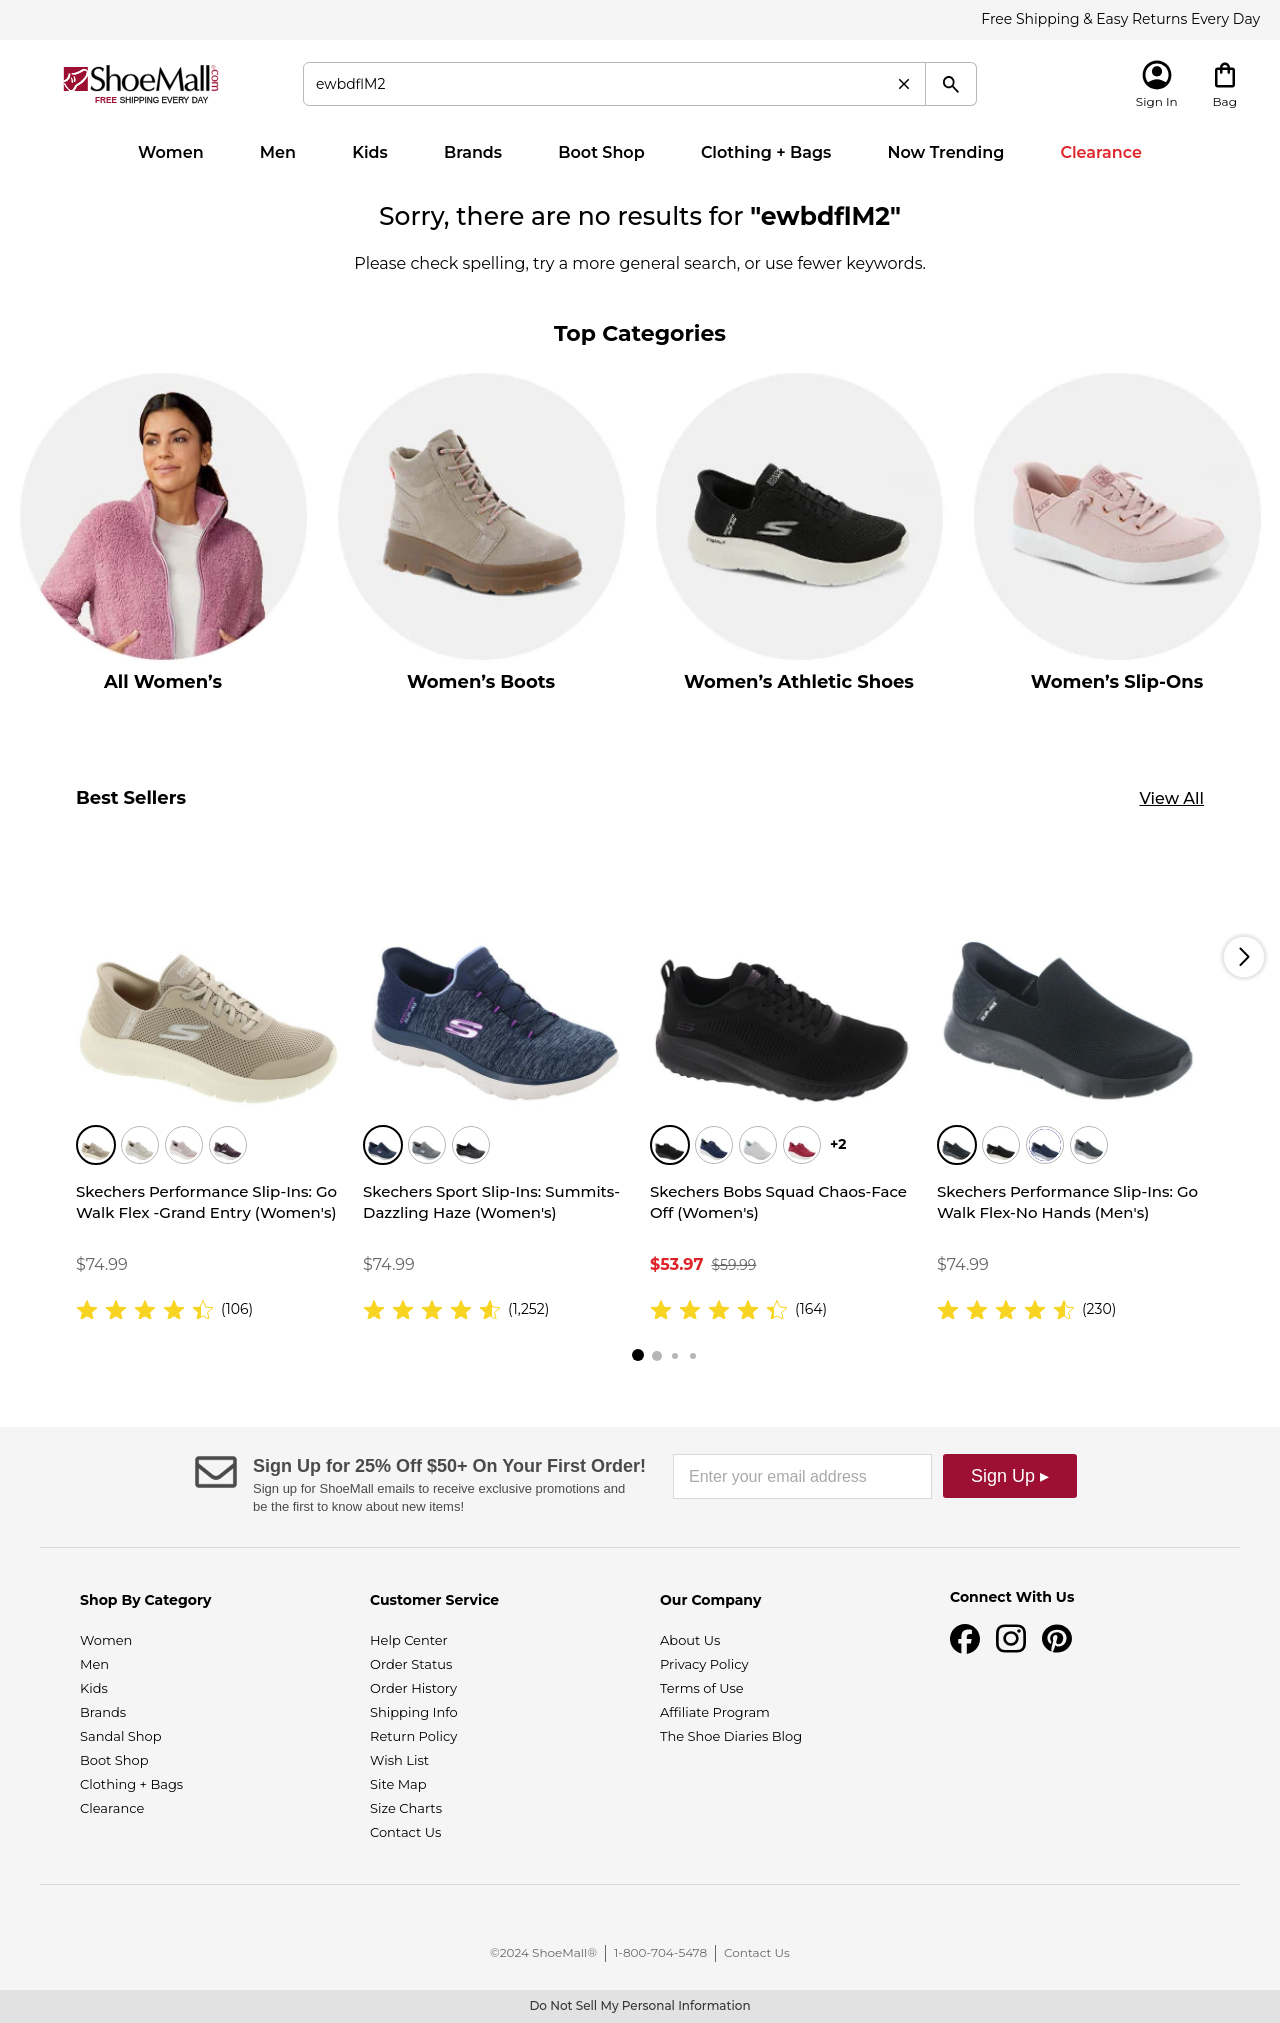 Free Shipping & Easy Returns Every Day
ShoeMall®.com
FREE SHIPPING EVERY DAY
ewbdflM2
Sign In
Bag
Women Men Kids Brands Boot Shop Clothing + Bags Now Trending Clearance
Sorry, there are no results for "ewbdflM2"
Please check spelling, try a more general search, or use fewer keywords.
Top Categories
All Women’s
Women’s Boots
Women’s Athletic Shoes
Women’s Slip-Ons
Best Sellers
View All
+2
Skechers Performance Slip-Ins: Go
Walk Flex -Grand Entry (Women's)
$74.99
(106)
Skechers Sport Slip-Ins: Summits-
Dazzling Haze (Women's)
$74.99
(1,252)
Skechers Bobs Squad Chaos-Face
Off (Women's)
$53.97 $59.99
(164)
Skechers Performance Slip-Ins: Go
Walk Flex-No Hands (Men's)
$74.99
(230)
Sign Up for 25% Off $50+ On Your First Order!
Sign up for ShoeMall emails to receive exclusive promotions and
be the first to know about new items!
Enter your email address
Sign Up ▸
Shop By Category
Women
Men
Kids
Brands
Sandal Shop
Boot Shop
Clothing + Bags
Clearance
Customer Service
Help Center
Order Status
Order History
Shipping Info
Return Policy
Wish List
Site Map
Size Charts
Contact Us
Our Company
About Us
Privacy Policy
Terms of Use
Affiliate Program
The Shoe Diaries Blog
Connect With Us
©2024 ShoeMall® | 1-800-704-5478 | Contact Us
Do Not Sell My Personal Information